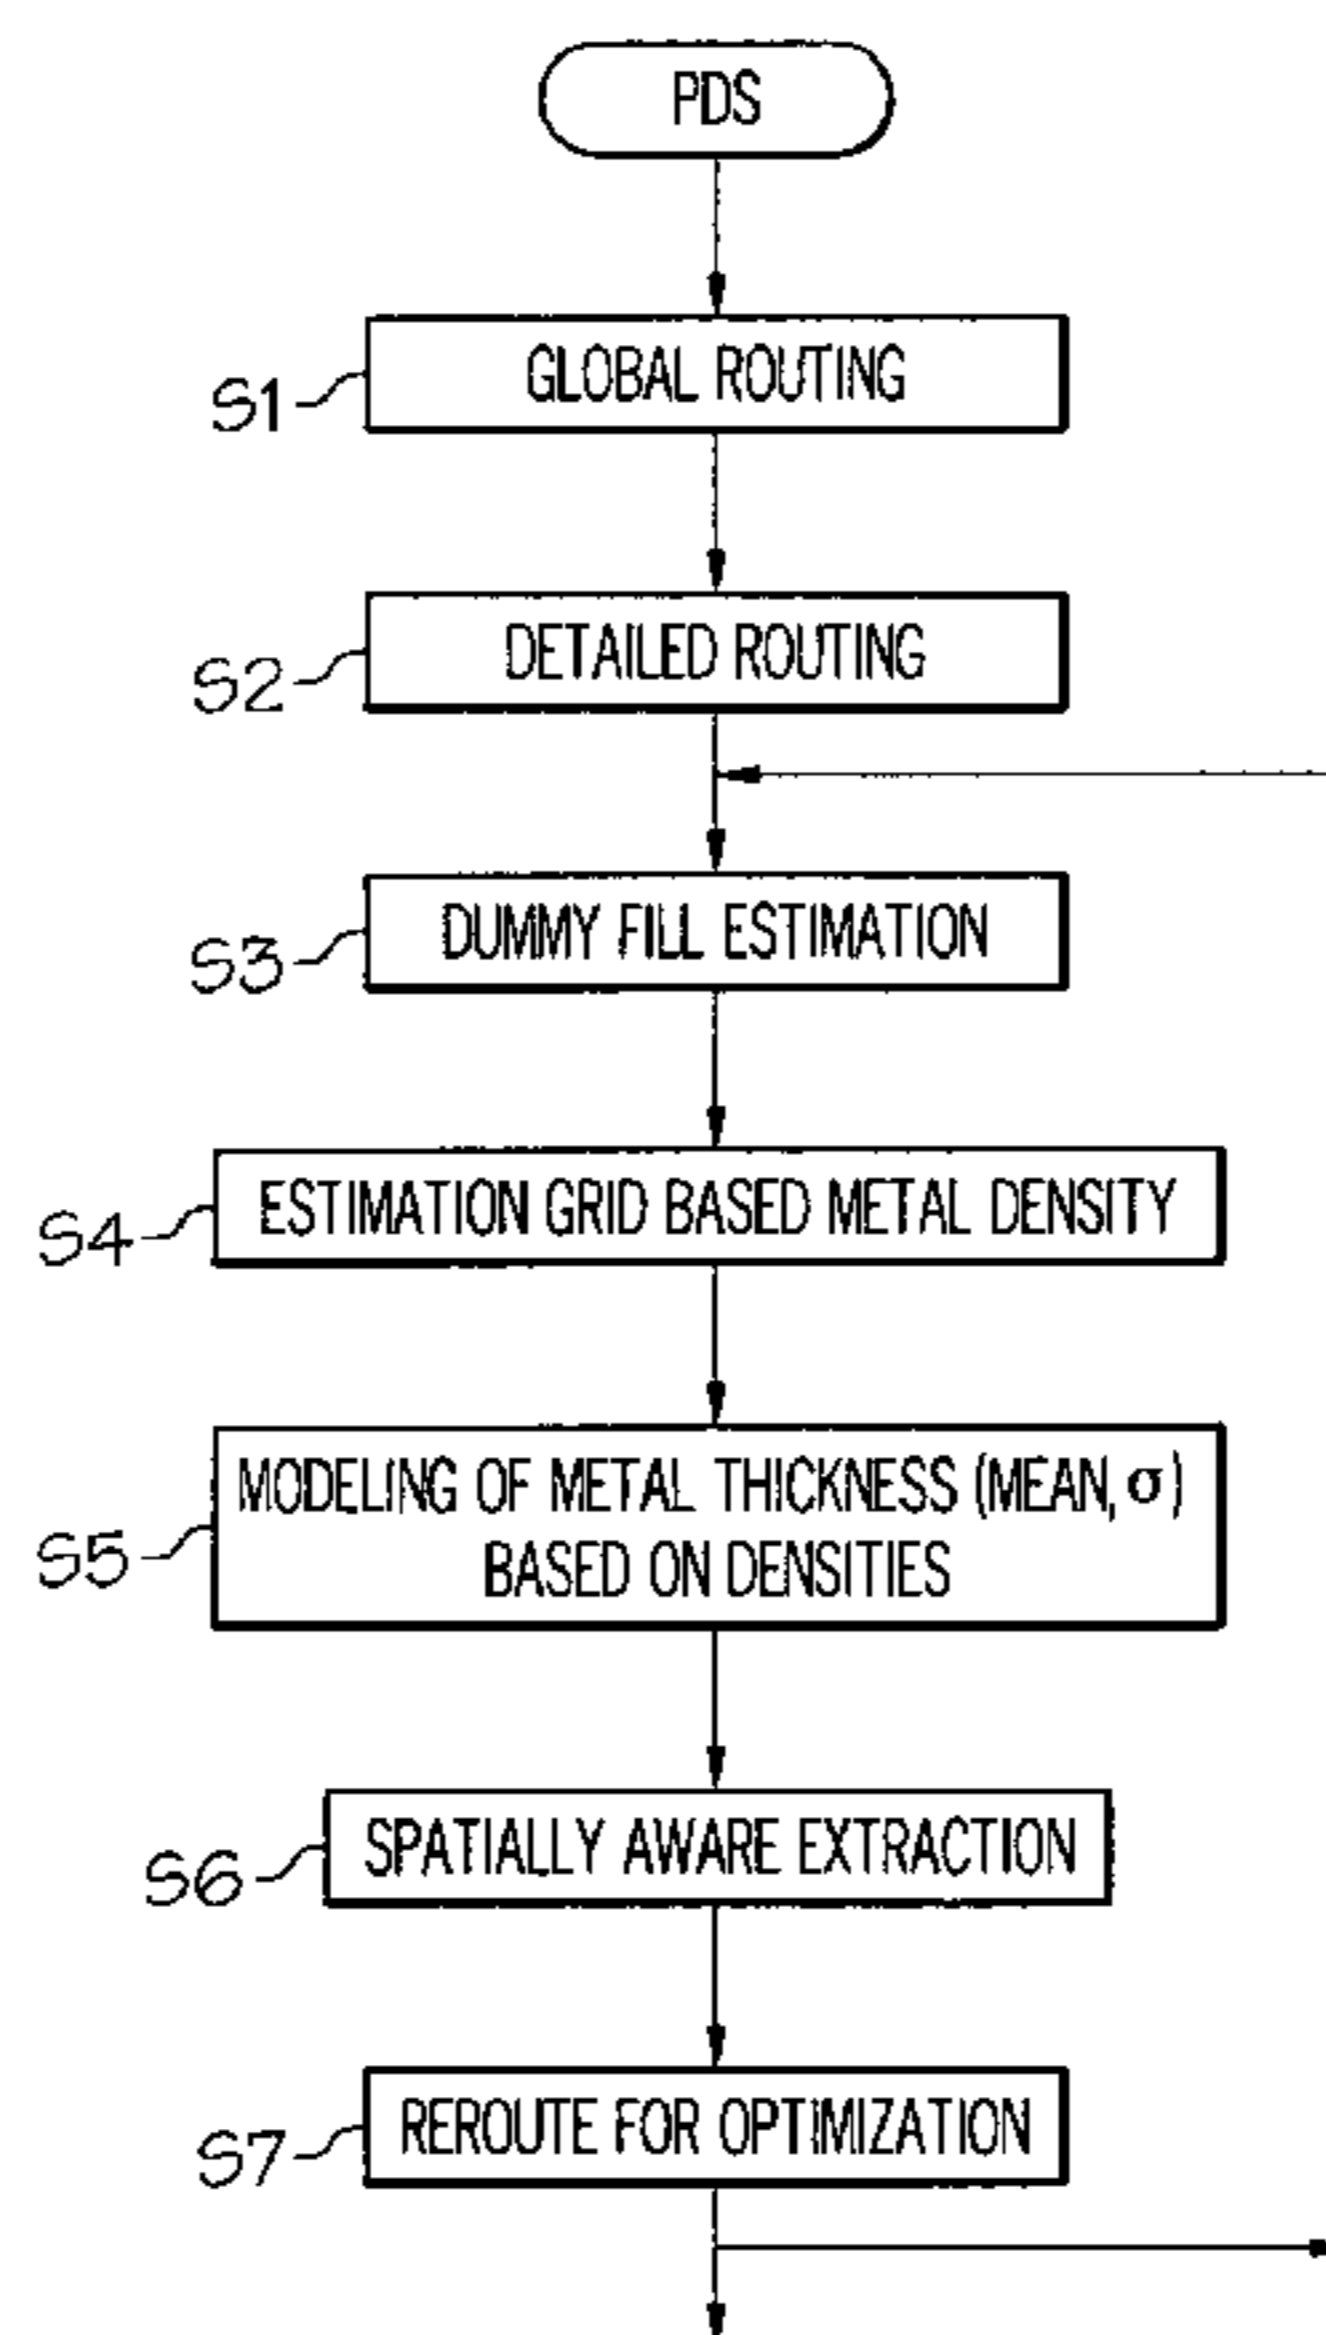 PDS
S1
GLOBAL ROUTING
S2
DETAILED ROUTING
S3
DUMMY FILL ESTIMATION
S4
ESTIMATION GRID BASED METAL DENSITY
S5
MODELING OF METAL THICKNESS (MEAN, σ)
BASED ON DENSITIES
S6
SPATIALLY AWARE EXTRACTION
S7
REROUTE FOR OPTIMIZATION